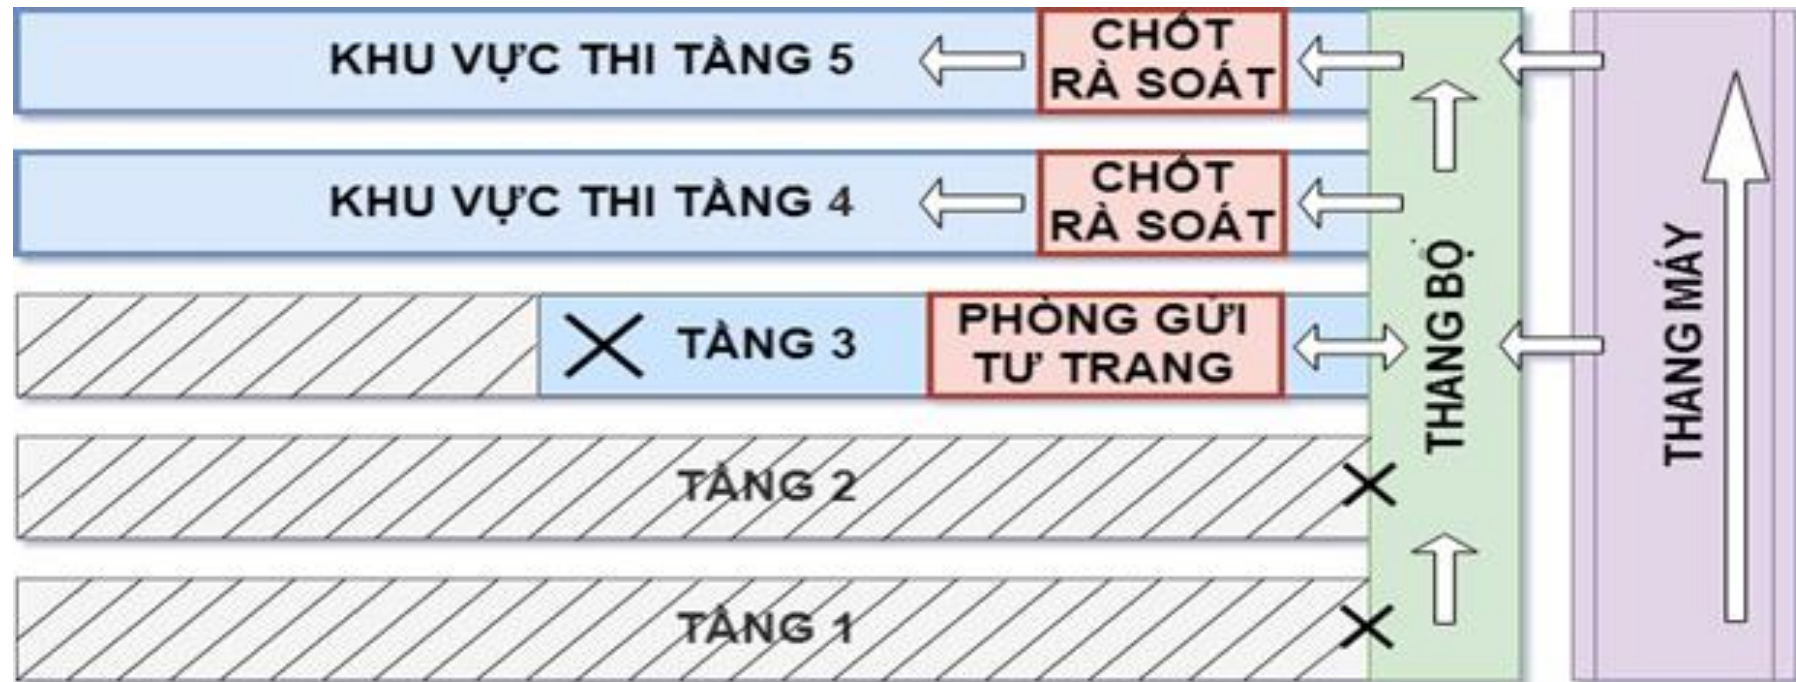 KHU VỰC THI TẦNG 5
CHỐT
RÀ SOÁT
KHU VỰC THI TẦNG 4
CHỐT
RÀ SOÁT
TẦNG 3
PHÒNG GỬI
TƯ TRANG
TẦNG 2
TẦNG 1
THANG BỘ
THANG MÁY